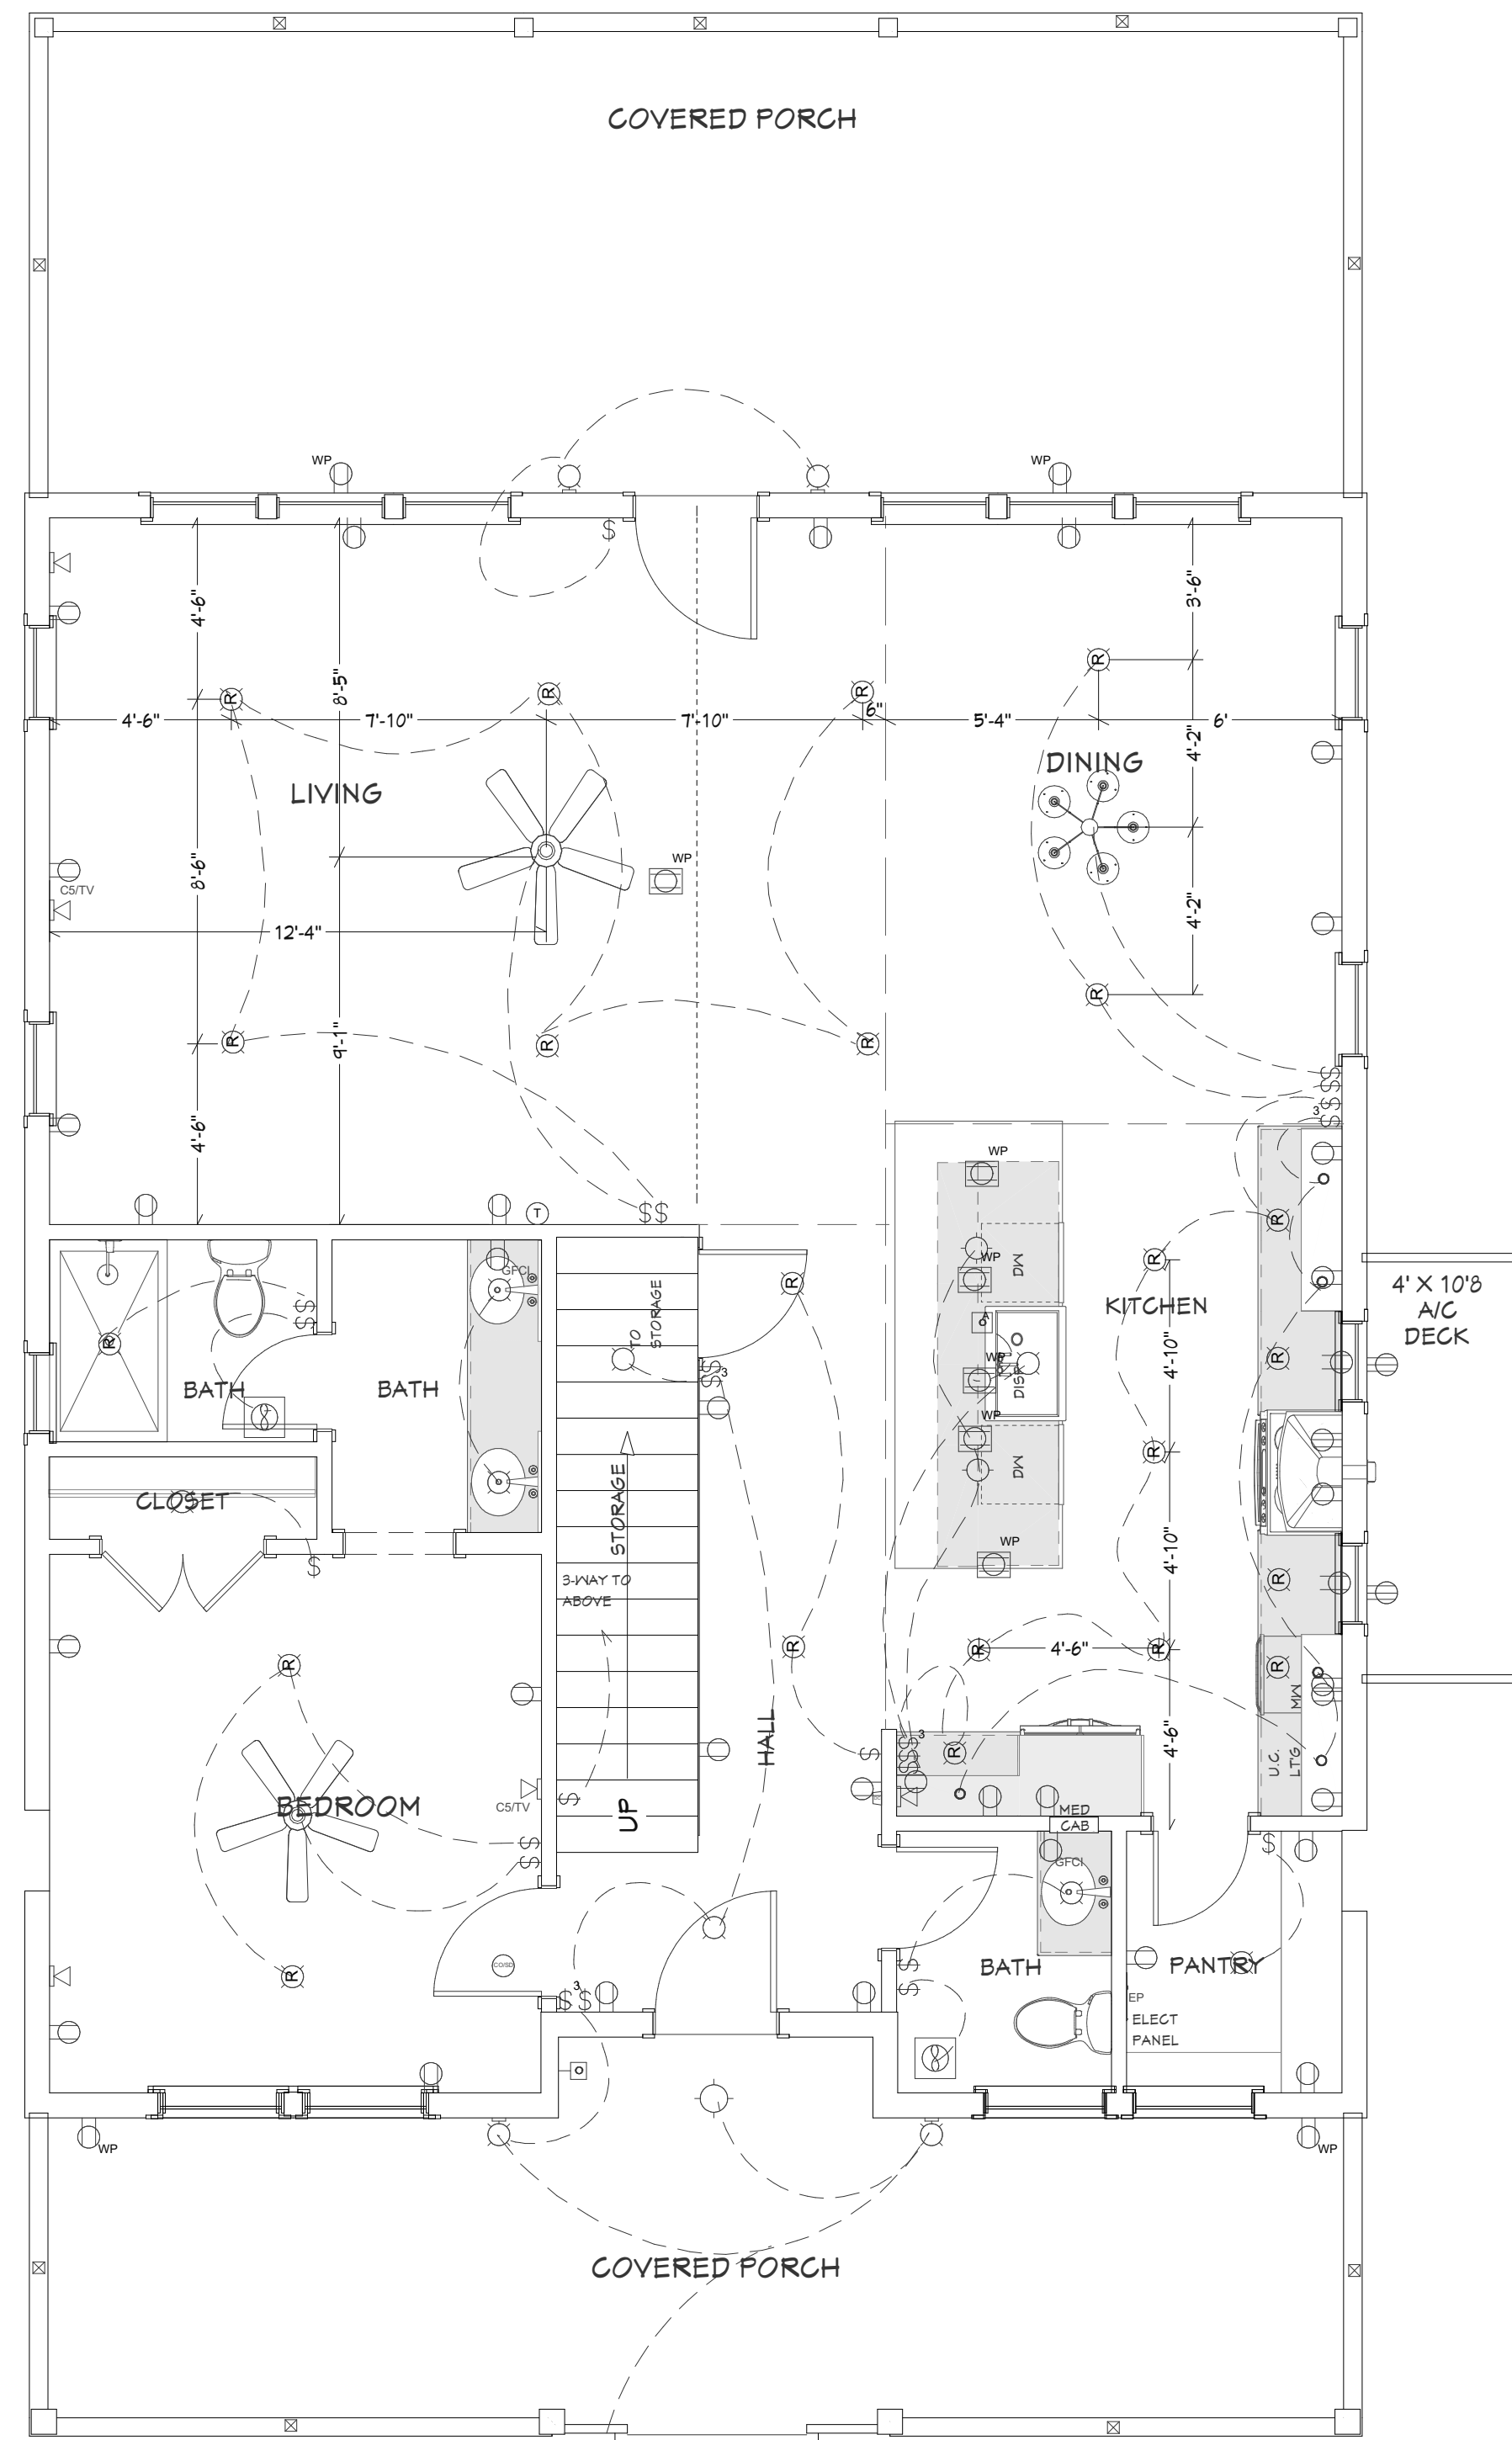 COVERED PORCH
WP
WP
$
4'-6"
8'-5"
3'-6"
R
R
R
R
4'-6"
7'-10"
7'-10"
6"
5'-4"
6'
LIVING
DINING
4'-2"
8'-6"
C5/TV
WP
4'-2"
12'-4"
R
R
R
R
9'-1"
4'-6"
$
$
$
3
$
WP
T
$$
R
GFCI
R
R
WP
DW
4' X 10'8
A/C
DECK
KITCHEN
TO
STORAGE
$
$
R
A
WP
DISP
4'-10"
R
BATH
BATH
$
$
3
WP
DW
R
CLOSET
STORAGE
$
WP
4'-10"
R
3-WAY TO
ABOVE
R
R
R
4'-6"
R
R
MW
HALL
$
3
$
$
$
R
4'-6"
U.C.
LT'G
BEDROOM
C5/TV
$
UP
MED
CAB
$
$
GFCI
$
R
CO/SD
3
$
$
$
$
BATH
PANTRY
EP
ELECT
PANEL
WP
WP
COVERED PORCH